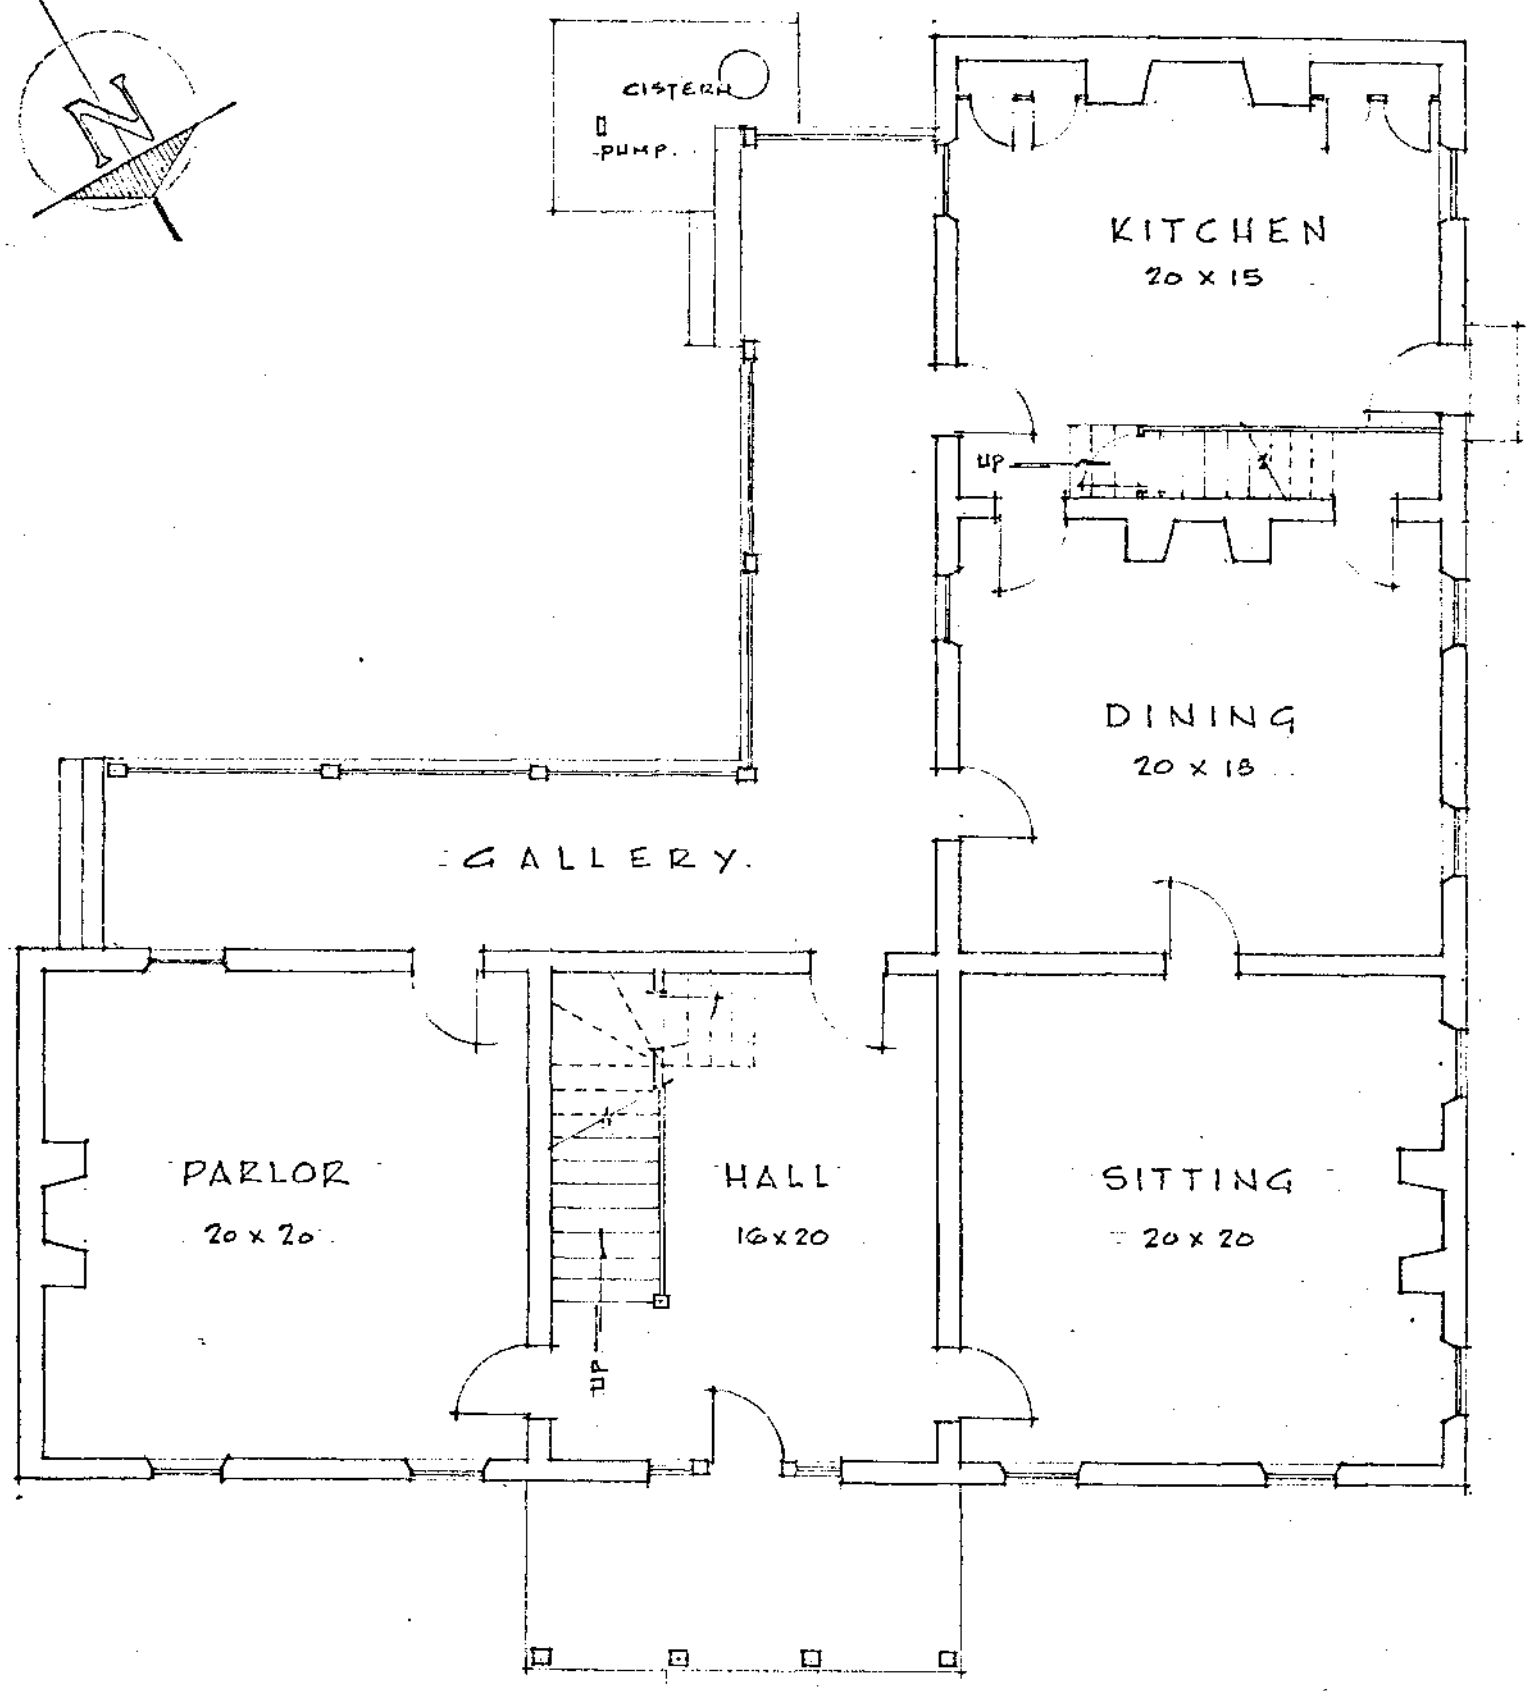 N
CISTERN
PUMP.
KITCHEN
20 x 15
UP
DINING
20 x 18
GALLERY.
PARLOR
20 x 20
HALL
16 x 20
SITTING
20 x 20
UP